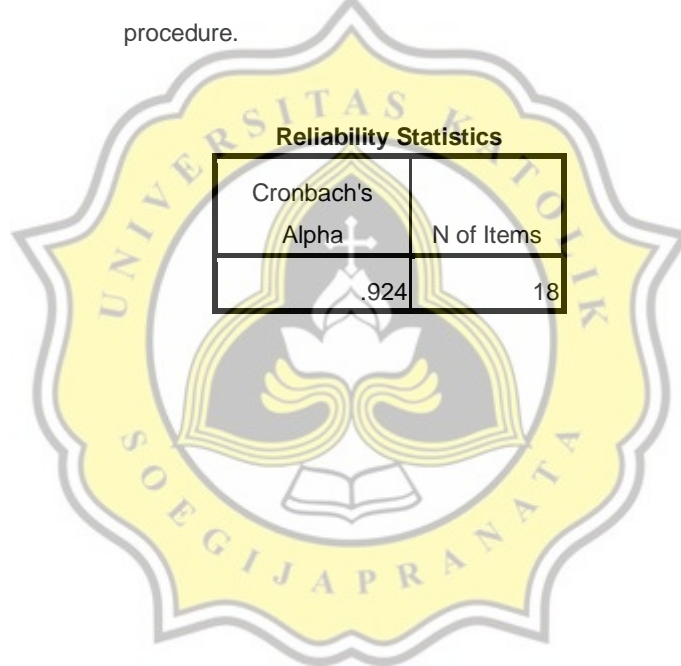 procedure.
UNIVERSITAS KATOLIK
Reliability Statistics
Cronbach's
Alpha
N of Items
.924
18
SOEGIJAPRANATA